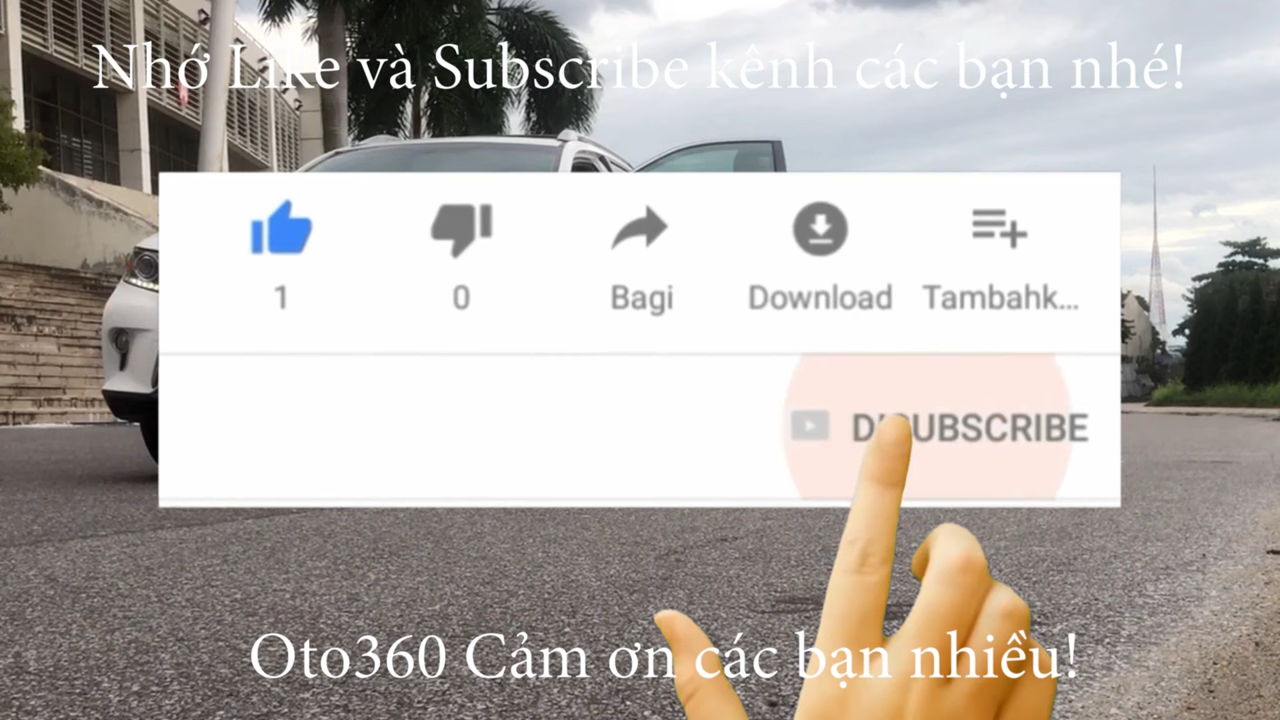 Nhớ Like và Subscribe kênh các bạn nhé!
1 0 Bagi Download Tambahk...
UBSCRIBE
Oto360 Cảm ơn các bạn nhiều!